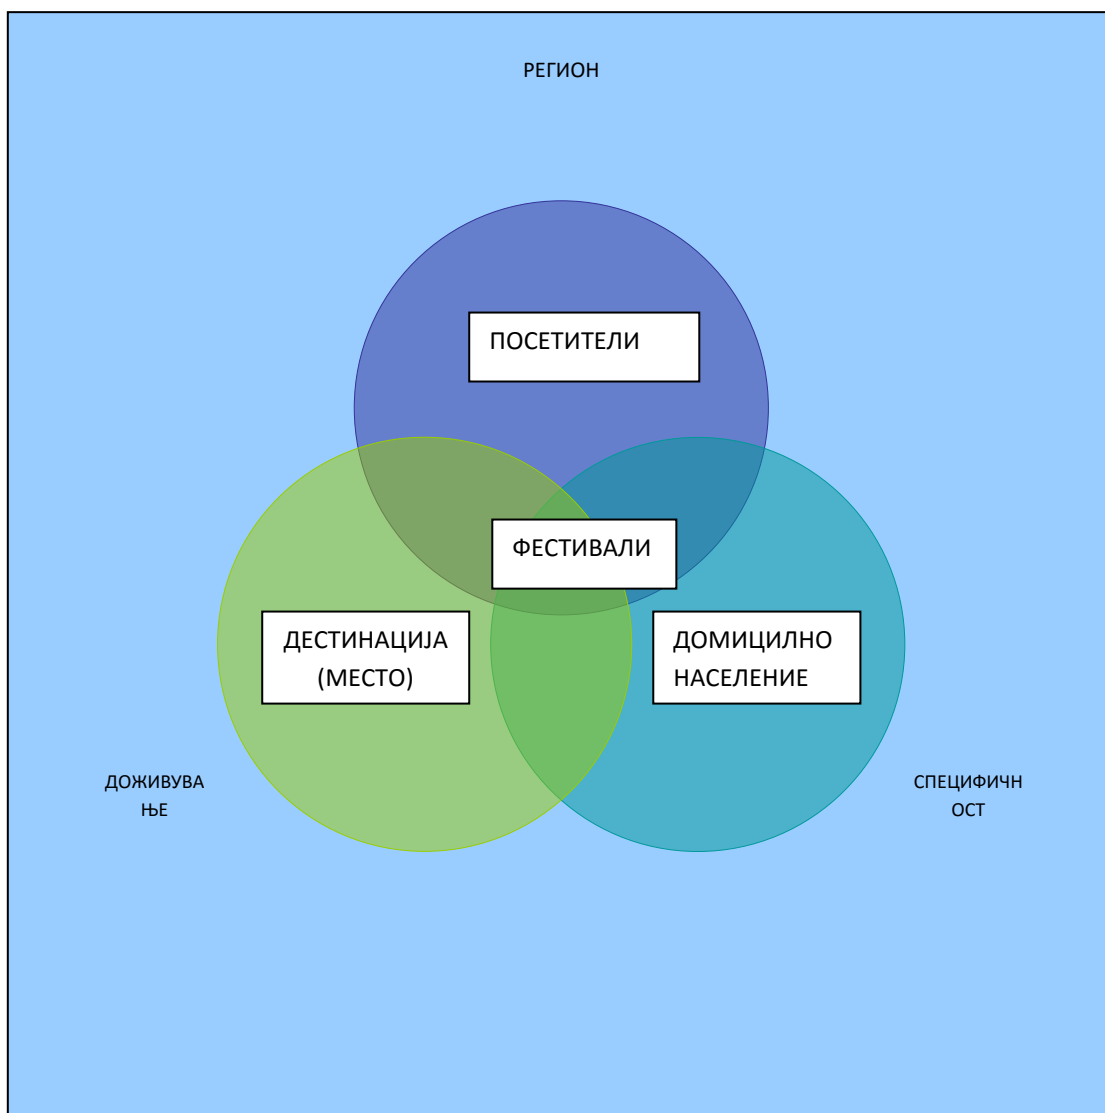 РЕГИОН
ПОСЕТИТЕЛИ
ФЕСТИВАЛИ
ДЕСТИНАЦИЈА
(МЕСТО)
ДОМИЦИЛНО
НАСЕЛЕНИЕ
ДОЖИВУВА
ЊЕ
СПЕЦИФИЧН
ОСТ